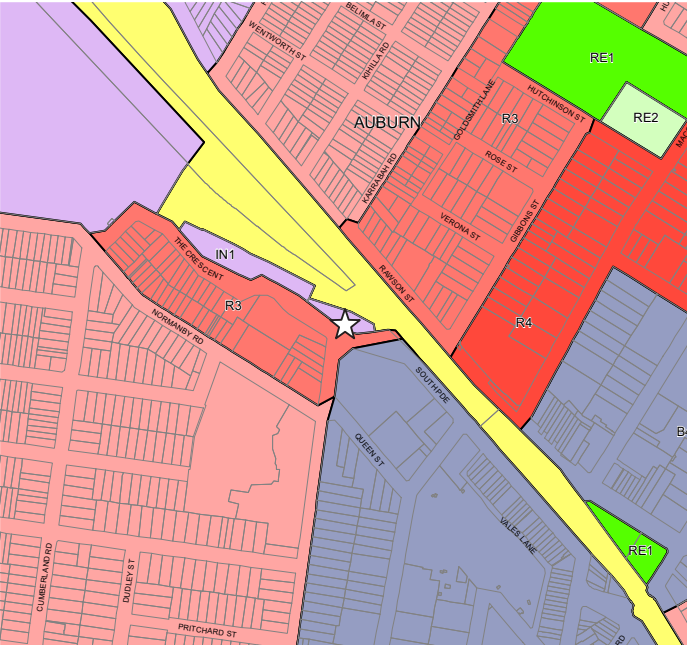 BELIMLA ST
WENTWORTH ST
KIHILLA RD
RE1
HUTCHINSON ST
RE2
GOLDSMITH LANE
R3
AUBURN
ROSE ST
KARRABAH RD
VERONA ST
GIBBONS ST
THE CRESCENT
IN1
RAWSON ST
R3
NORMANBY RD
R4
SOUTH PDE
QUEEN ST
VALES LANE
RE1
CUMBERLAND RD
DUDLEY ST
PRITCHARD ST
RD